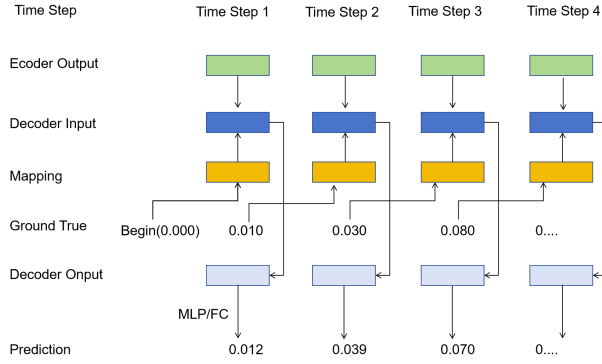 Time Step Time Step 1 Time Step 2 Time Step 3 Time Step 4
Ecoder Output
Decoder Input
Mapping
Ground True Begin(0.000) 0.010 0.030 0.080 0....
Decoder Onput
MLP/FC
Prediction 0.012 0.039 0.070 0....